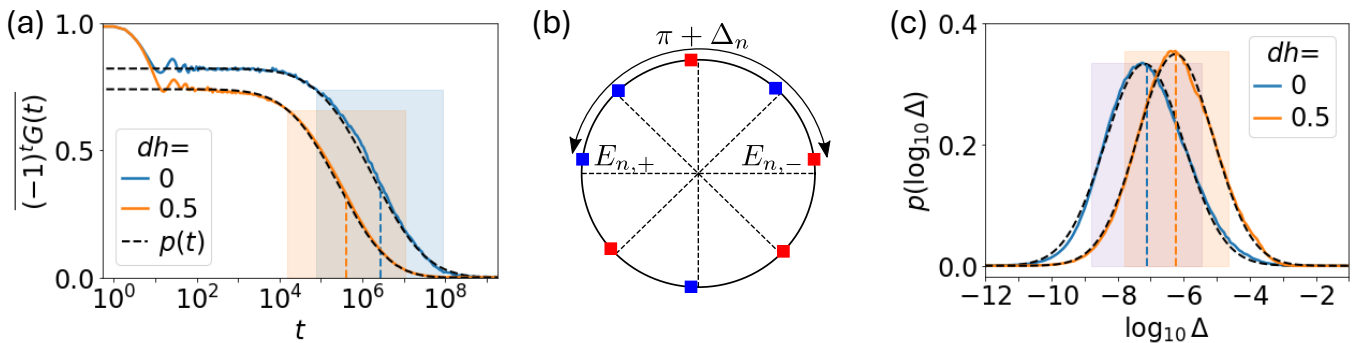 (a)
1.0
0.5
0.0
$\overline{(-1)^t G(t)}$
dh=
0
0.5
p(t)
10^0 10^2 10^4 10^6 10^8
t
(b)
π + Δ_n
E_{n,+} E_{n,−}
(c)
0.4
0.2
0.0
p(log_10 Δ)
dh=
0
0.5
−12 −10 −8 −6 −4 −2
log_10 Δ